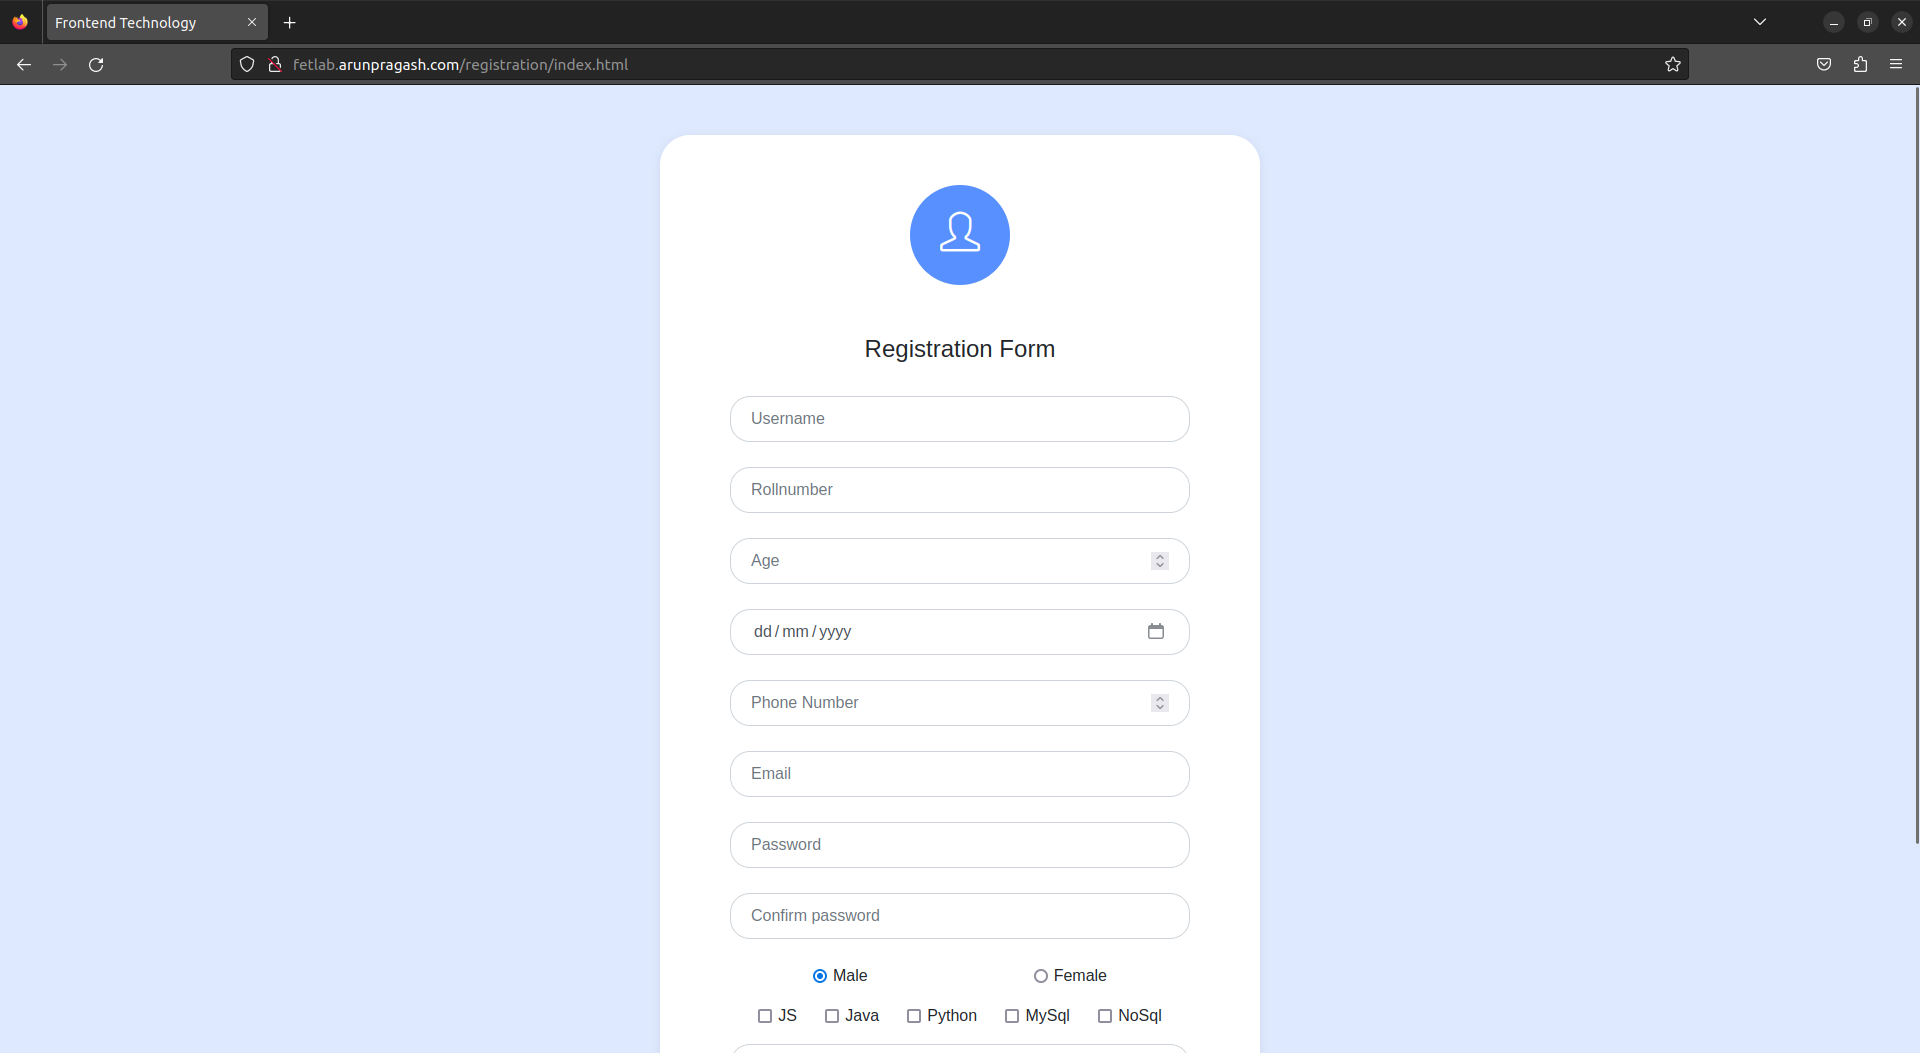 Frontend Technology
fetlab.arunpragash.com/registration/index.html
Registration Form
Username
Rollnumber
Age
dd/mm/yyyy
Phone Number
Email
Password
Confirm password
Male Female
JS Java Python MySql NoSql